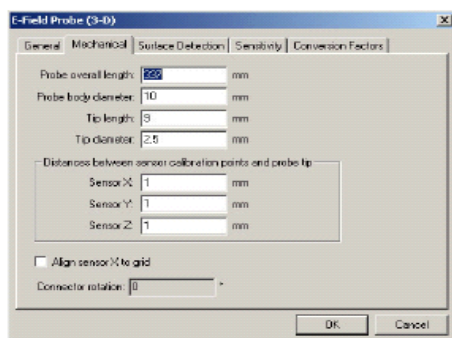 E-Field Probe (3-D)
General Mechanical Surface Detection Sensitivity Conversion Factors
Probe overall length: mm
Probe body diameter: 10 mm
Tip length: 9 mm
Tip diameter: 2.5 mm
Distances between sensor calibration points and probe tip
Sensor X: 1 mm
Sensor Y: 1 mm
Sensor Z: 1 mm
Align sensor X to grid
Connector rotation: 0 °
OK Cancel